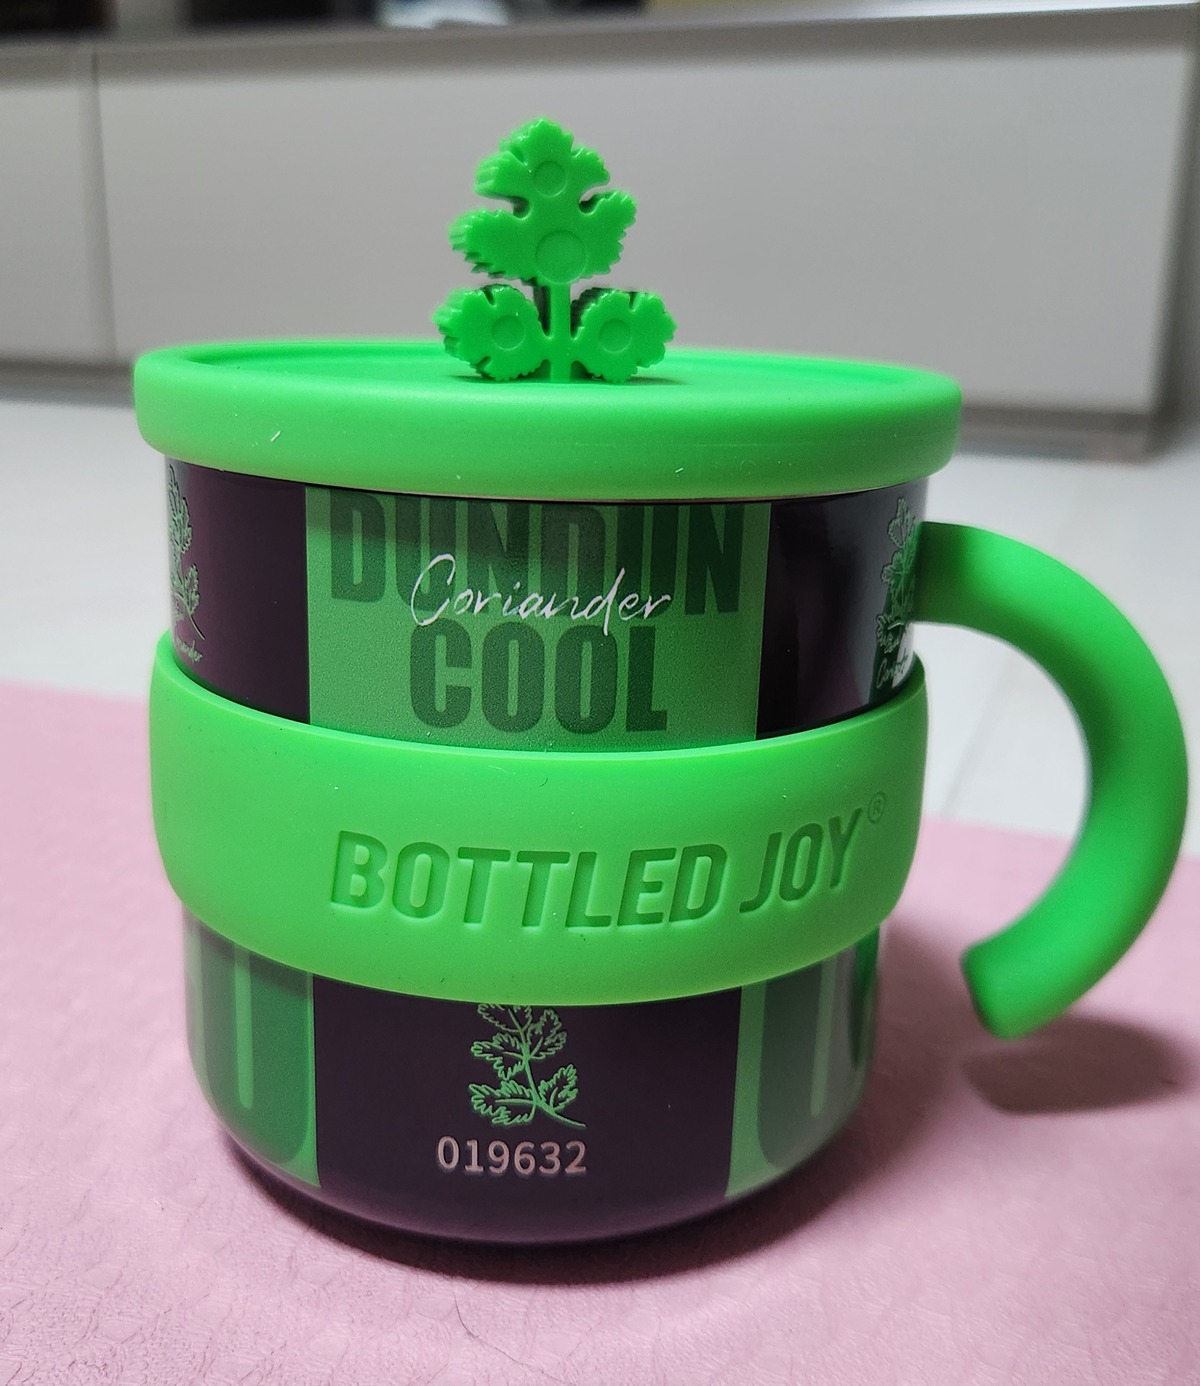 DUNDUN
Coriander
COOL
BOTTLED JOY®
019632